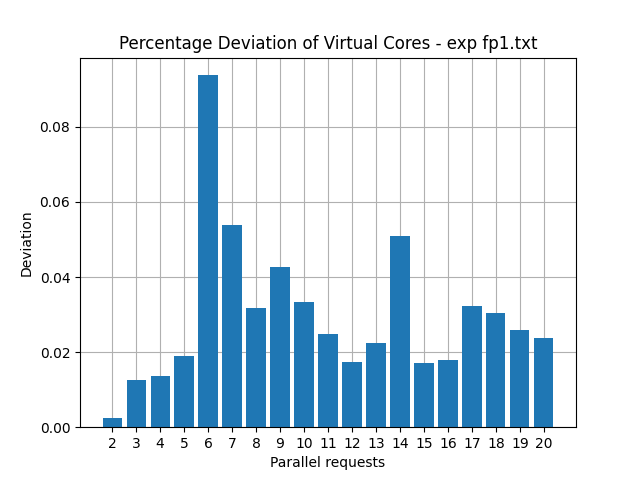 Percentage Deviation of Virtual Cores - exp fp1.txt
0.08
0.06
0.04
0.02
0.00
Deviation
2 3 4 5 6 7 8 9 10 11 12 13 14 15 16 17 18 19 20
Parallel requests